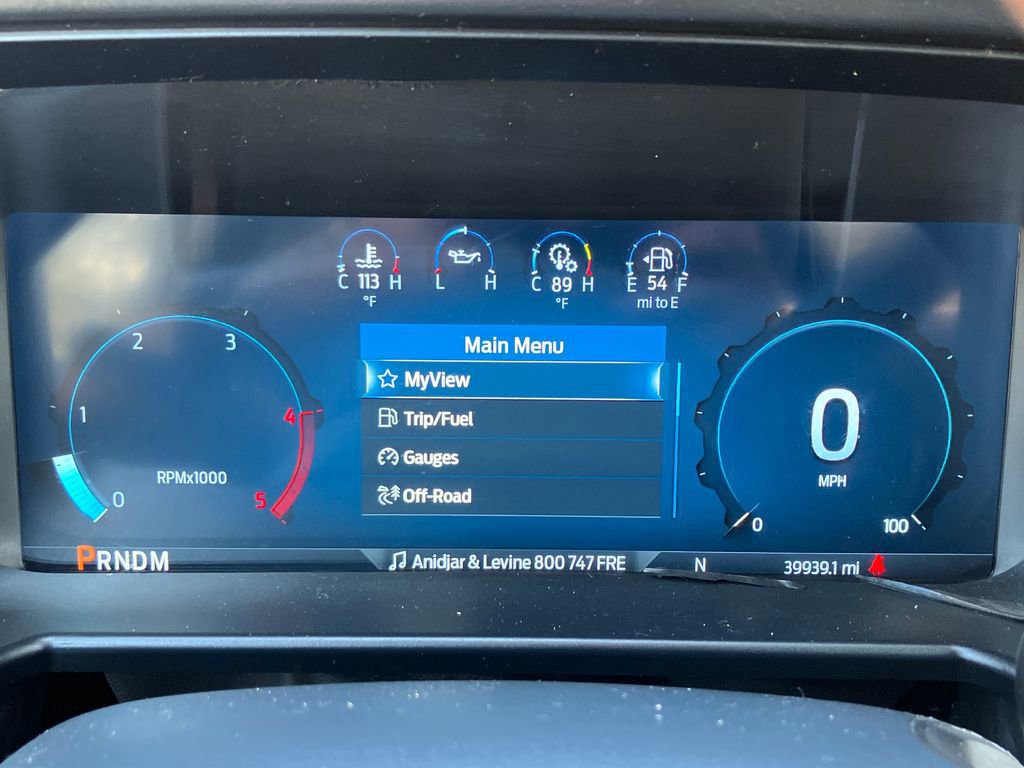 C 113 H
°F
L H
C 89 H
°F
E 54 F
mi to E
Main Menu
MyView
Trip/Fuel
Gauges
Off-Road
0
1
2
3
4
5
RPMx1000
0
MPH
0
100
PRNDM
Anidjar & Levine 800 747 FRE
N
39939.1 mi